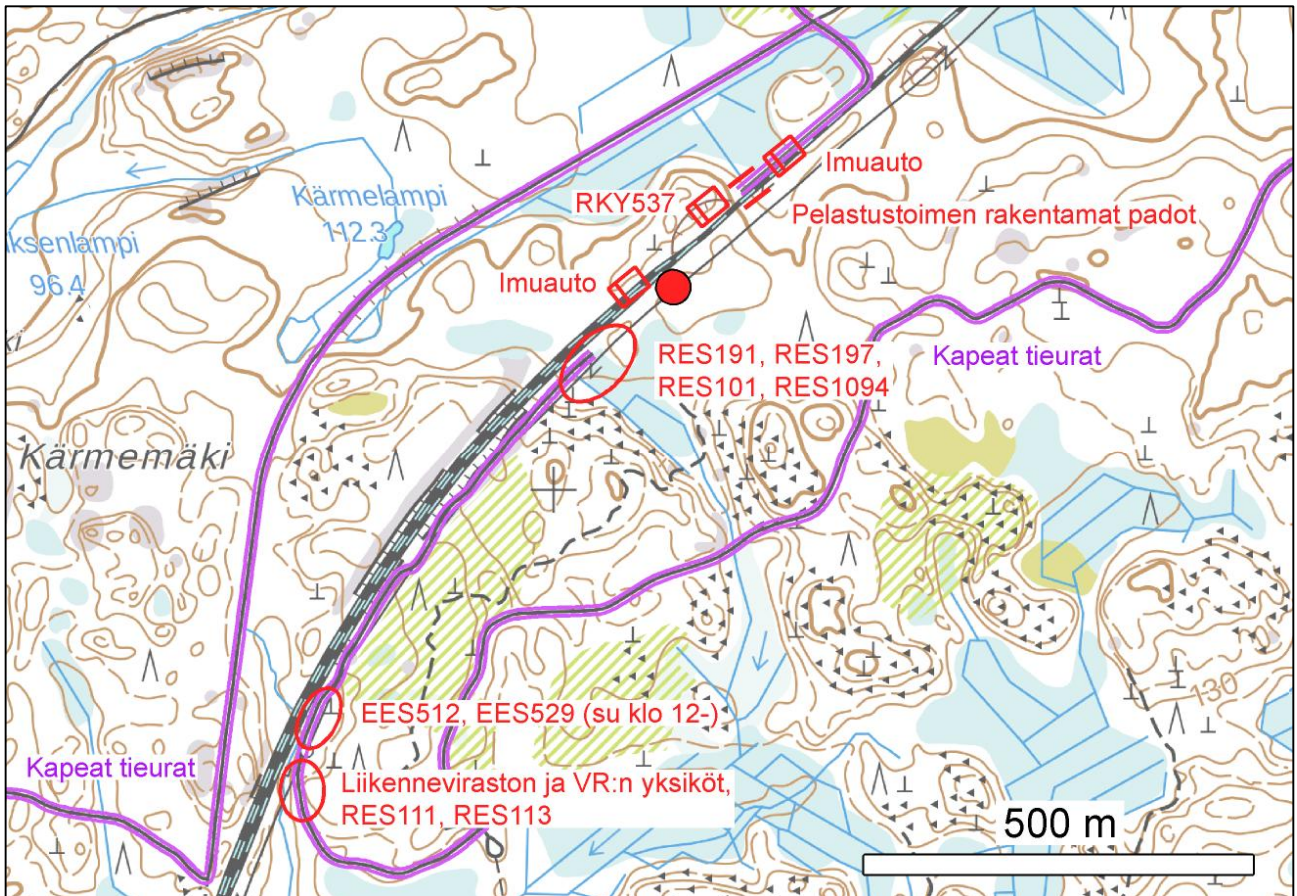 Imuauto
Kärmelampi
112.3
RKY537
Pelastustoimen rakentamat padot
ksenlampi
96.4
Imuauto
RES191, RES197,
RES101, RES1094
Kapeat tieurat
Kärmemäki
130
EES512, EES529 (su klo 12-)
Kapeat tieurat
Liikenneviraston ja VR:n yksiköt,
RES111, RES113
500 m